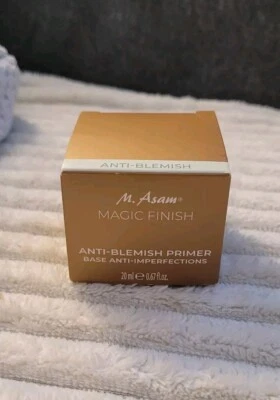 ANTI-BLEMISH
M. Asam®
MAGIC FINISH
ANTI-BLEMISH PRIMER
BASE ANTI-IMPERFECTIONS
20 ml ℮ 0.67 fl.oz.